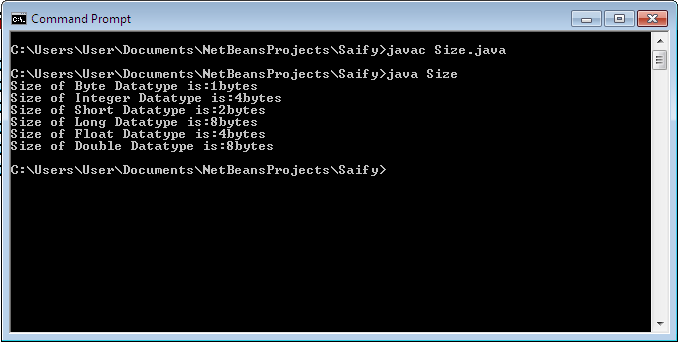 Command Prompt
C:\Users\User\Documents\NetBeansProjects\Saify>javac Size.java
C:\Users\User\Documents\NetBeansProjects\Saify>java Size
Size of Byte Datatype is:1bytes
Size of Integer Datatype is:4bytes
Size of Short Datatype is:2bytes
Size of Long Datatype is:8bytes
Size of Float Datatype is:4bytes
Size of Double Datatype is:8bytes
C:\Users\User\Documents\NetBeansProjects\Saify>